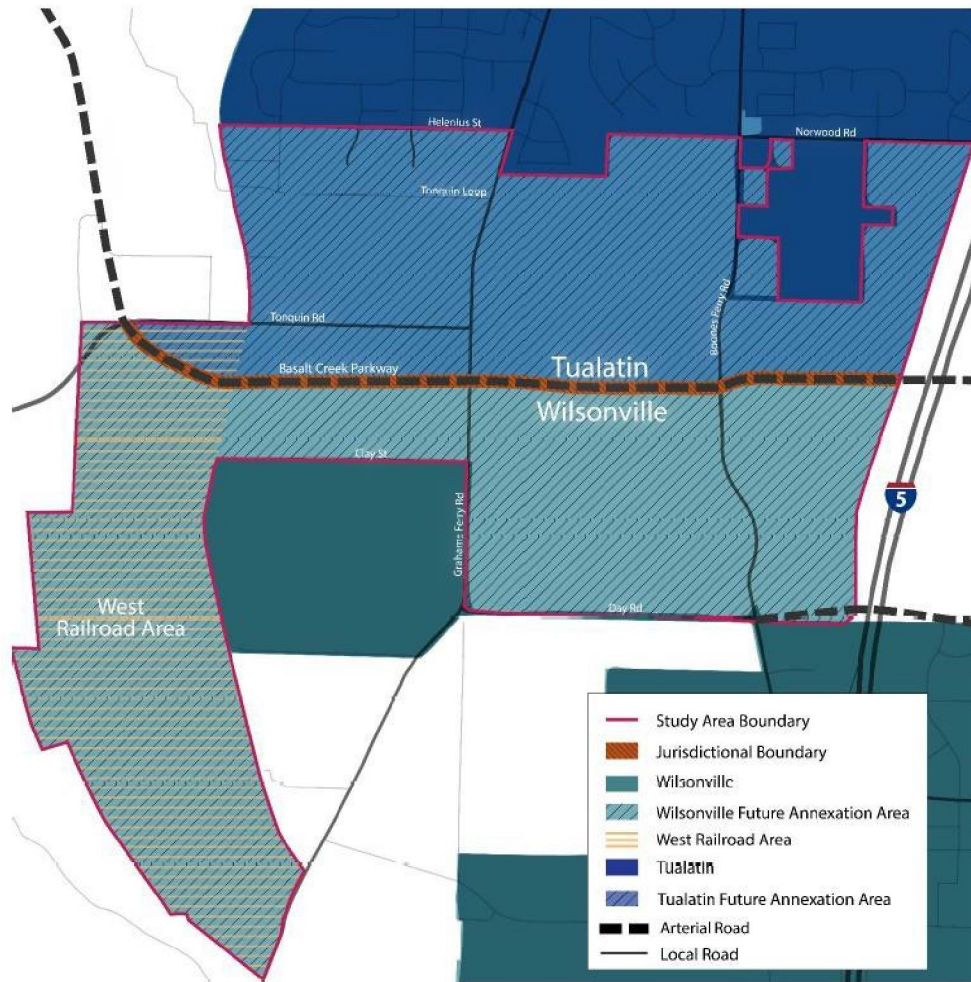 Helenius St
Norwood Rd
Tonquin Loop
Boones Ferry Rd
Tonquin Rd
Basalt Creek Parkway
Tualatin
Wilsonville
Clay St
5
Grahams Ferry Rd
West
Railroad Area
Day Rd
Study Area Boundary
Jurisdictional Boundary
Wilsonville
Wilsonville Future Annexation Area
West Railroad Area
Tualatin
Tualatin Future Annexation Area
Arterial Road
Local Road